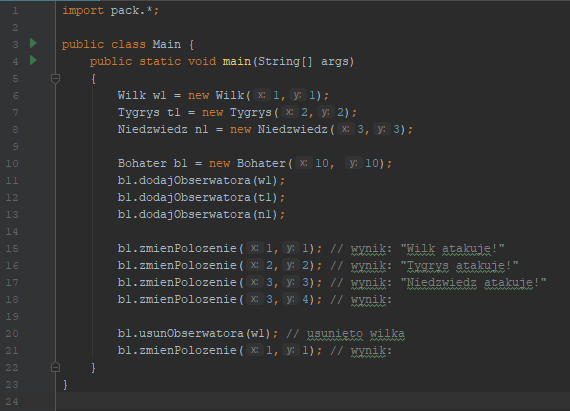 1 import pack.*;
2
3 public class Main {
4 public static void main(String[] args)
5 {
6 Wilk w1 = new Wilk( x: 1, y: 1);
7 Tygrys t1 = new Tygrys( x: 2, y: 2);
8 Niedzwiedz n1 = new Niedzwiedz( x: 3, y: 3);
9
10 Bohater b1 = new Bohater( x: 10, y: 10);
11 b1.dodajObserwatora(w1);
12 b1.dodajObserwatora(t1);
13 b1.dodajObserwatora(n1);
14
15 b1.zmienPolozenie( x: 1, y: 1); // wynik: "Wilk atakuje!"
16 b1.zmienPolozenie( x: 2, y: 2); // wynik: "Tygrys atakuje!"
17 b1.zmienPolozenie( x: 3, y: 3); // wynik: "Niedzwiedz atakuje!"
18 b1.zmienPolozenie( x: 3, y: 4); // wynik:
19
20 b1.usunObserwatora(w1); // usunięto wilka
21 b1.zmienPolozenie( x: 1, y: 1); // wynik:
22 }
23 }
24